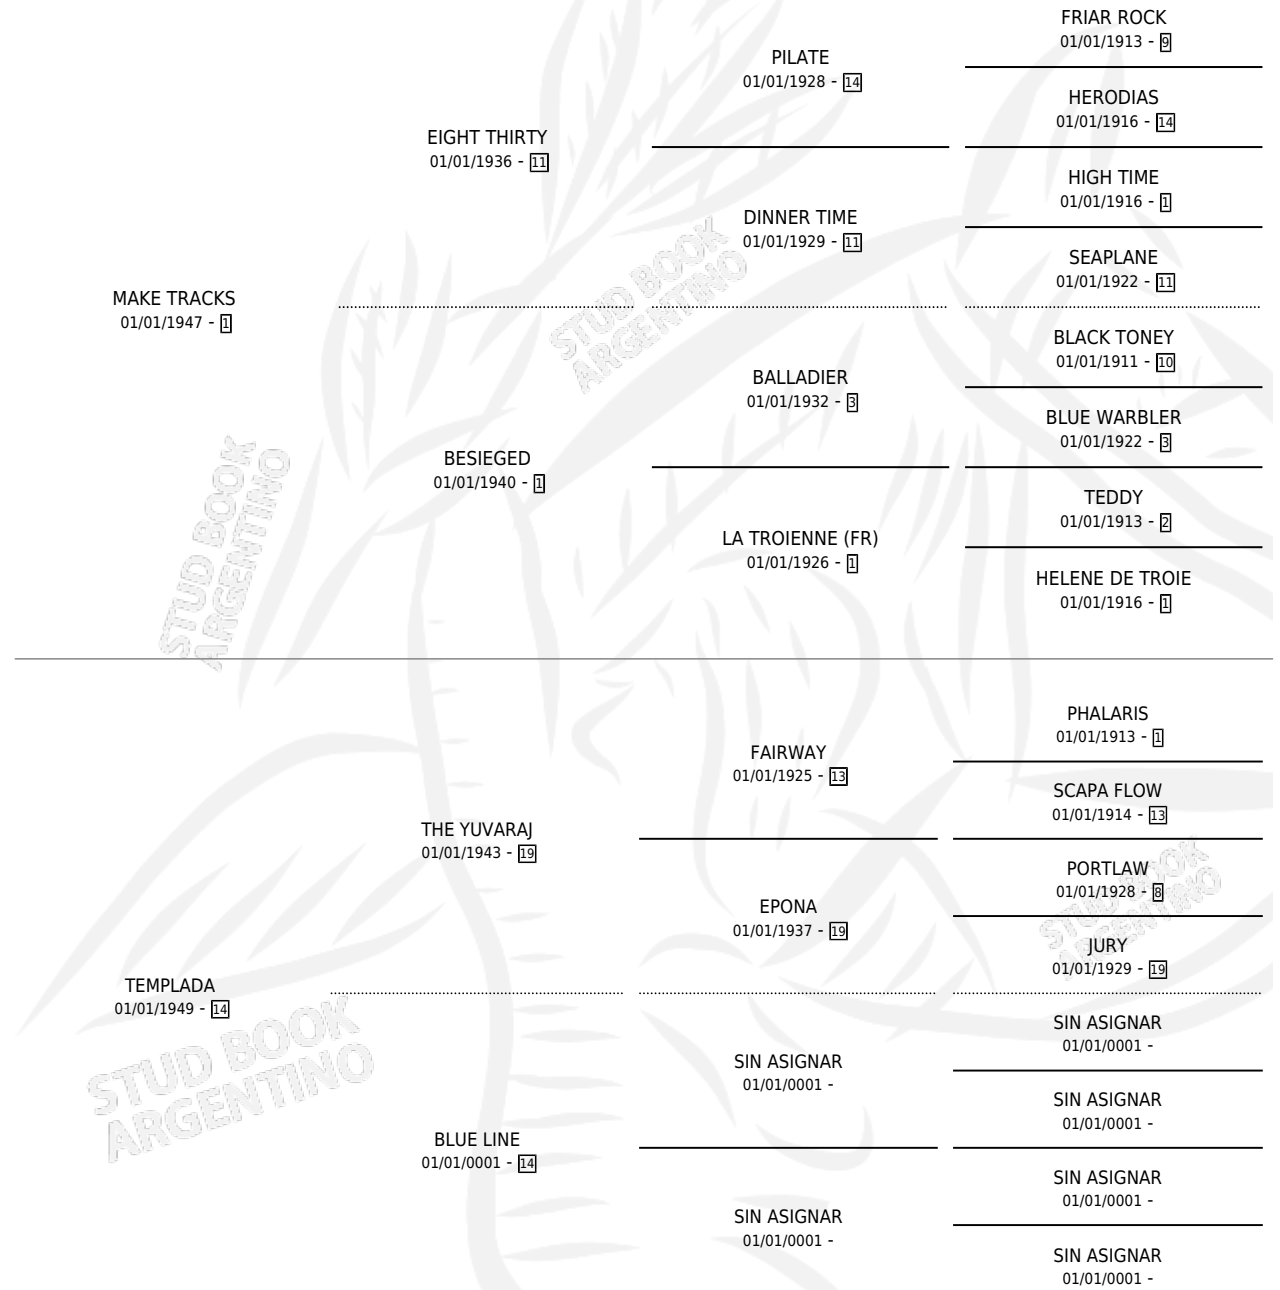 FRIAR ROCK
01/01/1913 - 9
PILATE
01/01/1928 - 14
HERODIAS
01/01/1916 - 14
EIGHT THIRTY
01/01/1936 - 11
HIGH TIME
01/01/1916 - 1
DINNER TIME
01/01/1929 - 11
SEAPLANE
01/01/1922 - 11
MAKE TRACKS
01/01/1947 - 1
BLACK TONEY
01/01/1911 - 10
BALLADIER
01/01/1932 - 3
BLUE WARBLER
01/01/1922 - 3
BESIEGED
01/01/1940 - 1
TEDDY
01/01/1913 - 2
LA TROIENNE (FR)
01/01/1926 - 1
HELENE DE TROIE
01/01/1916 - 1
STUD BOOK
ARGENTINO
STUD BOOK
ARGENTINO
PHALARIS
01/01/1913 - 1
FAIRWAY
01/01/1925 - 13
SCAPA FLOW
01/01/1914 - 13
THE YUVARAJ
01/01/1943 - 19
PORTLAW
01/01/1928 - 8
EPONA
01/01/1937 - 19
JURY
01/01/1929 - 19
TEMPLADA
01/01/1949 - 14
SIN ASIGNAR
01/01/0001 -
SIN ASIGNAR
01/01/0001 -
SIN ASIGNAR
01/01/0001 -
BLUE LINE
01/01/0001 - 14
SIN ASIGNAR
01/01/0001 -
SIN ASIGNAR
01/01/0001 -
SIN ASIGNAR
01/01/0001 -
STUD BOOK
ARGENTINO
STUD BOOK
ARGENTINO